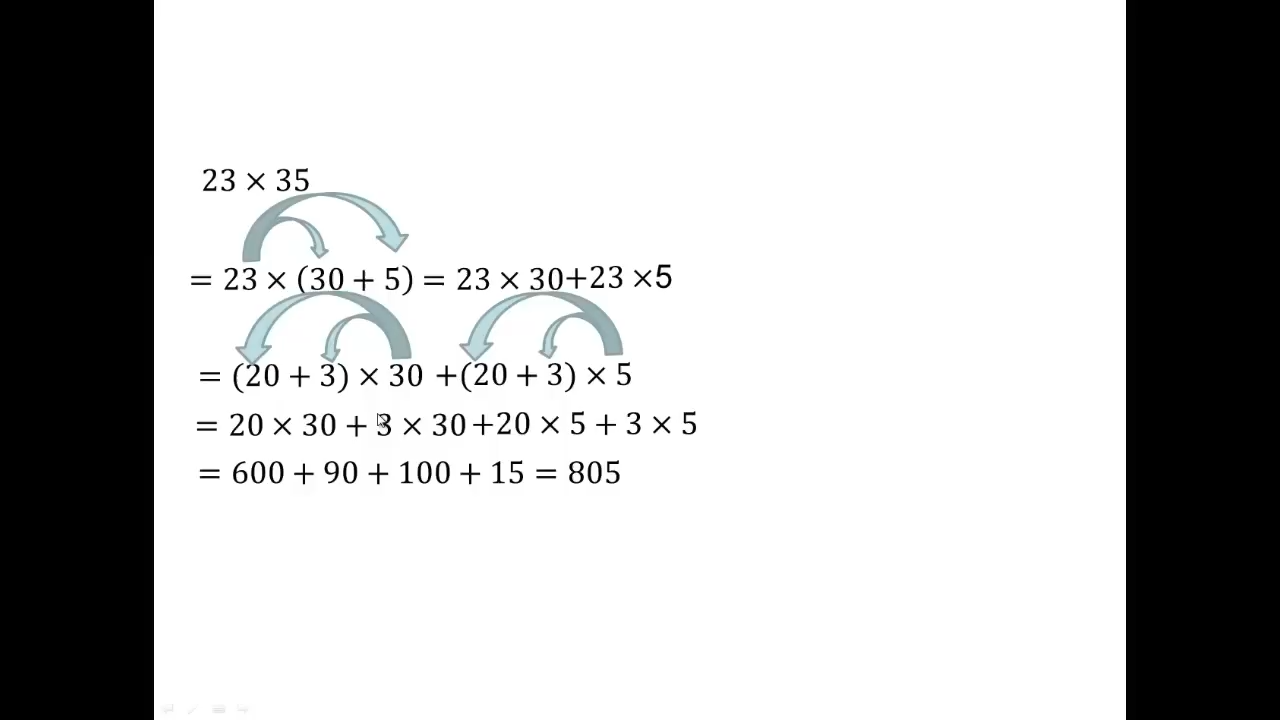 23 × 35
= 23 × (30 + 5) = 23 × 30+23 ×5
= (20 + 3) × 30 +(20 + 3) × 5
= 20 × 30 + 3 × 30+20 × 5 + 3 × 5
= 600 + 90 + 100 + 15 = 805